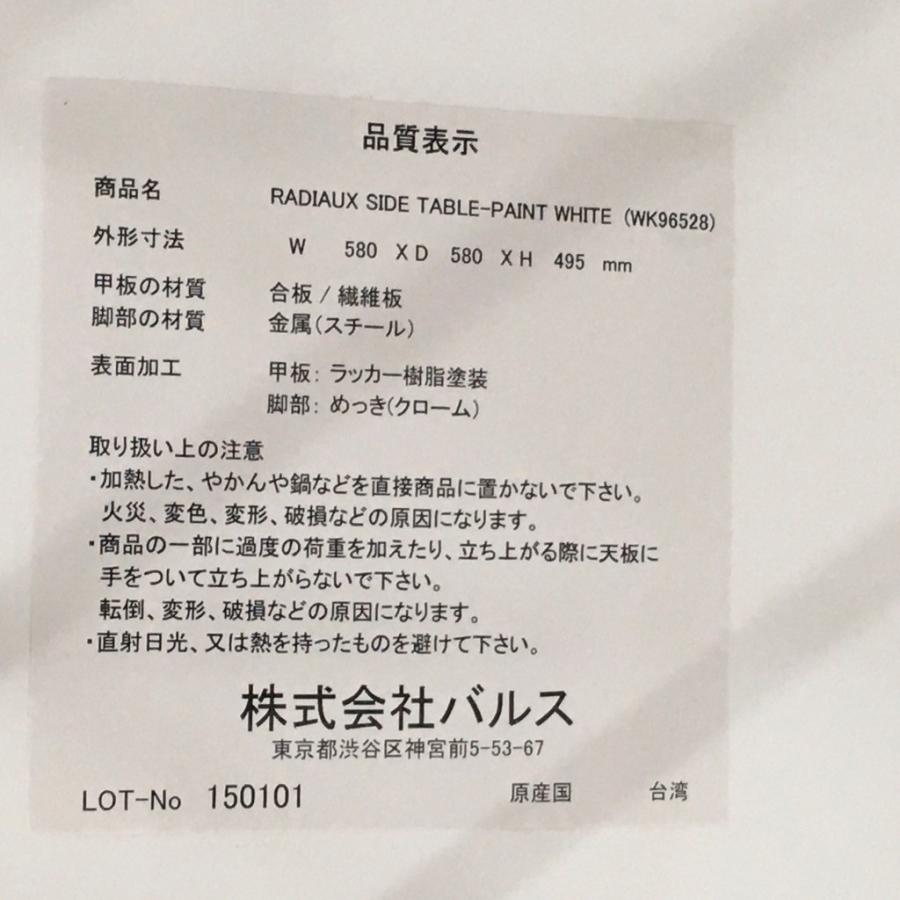 品質表示
商品名 RADIAUX SIDE TABLE-PAINT WHITE (WK96528)
外形寸法 W 580 X D 580 X H 495 mm
甲板の材質 合板 / 繊維板
脚部の材質 金属(スチール)
表面加工 甲板: ラッカー樹脂塗装
脚部: めっき(クローム)
取り扱い上の注意
・加熱した、やかんや鍋などを直接商品に置かないで下さい。
火災、変色、変形、破損などの原因になります。
・商品の一部に過度の荷重を加えたり、立ち上がる際に天板に
手をついて立ち上がらないで下さい。
転倒、変形、破損などの原因になります。
・直射日光、又は熱を持ったものを避けて下さい。
株式会社バルス
東京都渋谷区神宮前5-53-67
LOT-No 150101 原産国 台湾